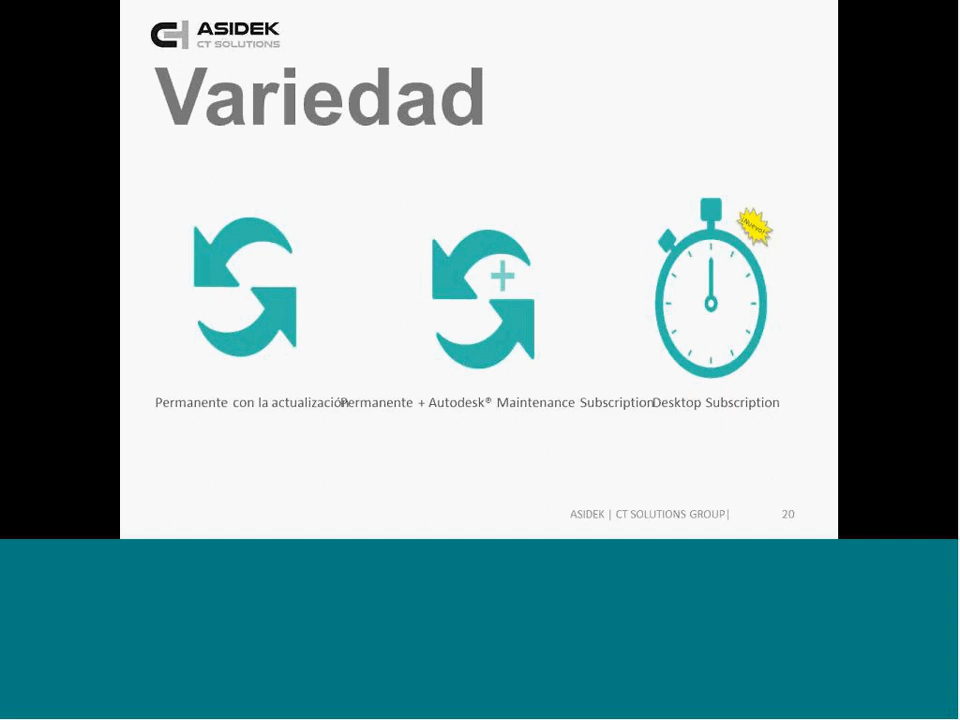 ASIDEK
CT SOLUTIONS
Variedad
¡Nuevo!
Permanente con la actualización
Permanente + Autodesk® Maintenance Subscription
Desktop Subscription
ASIDEK | CT SOLUTIONS GROUP|
20